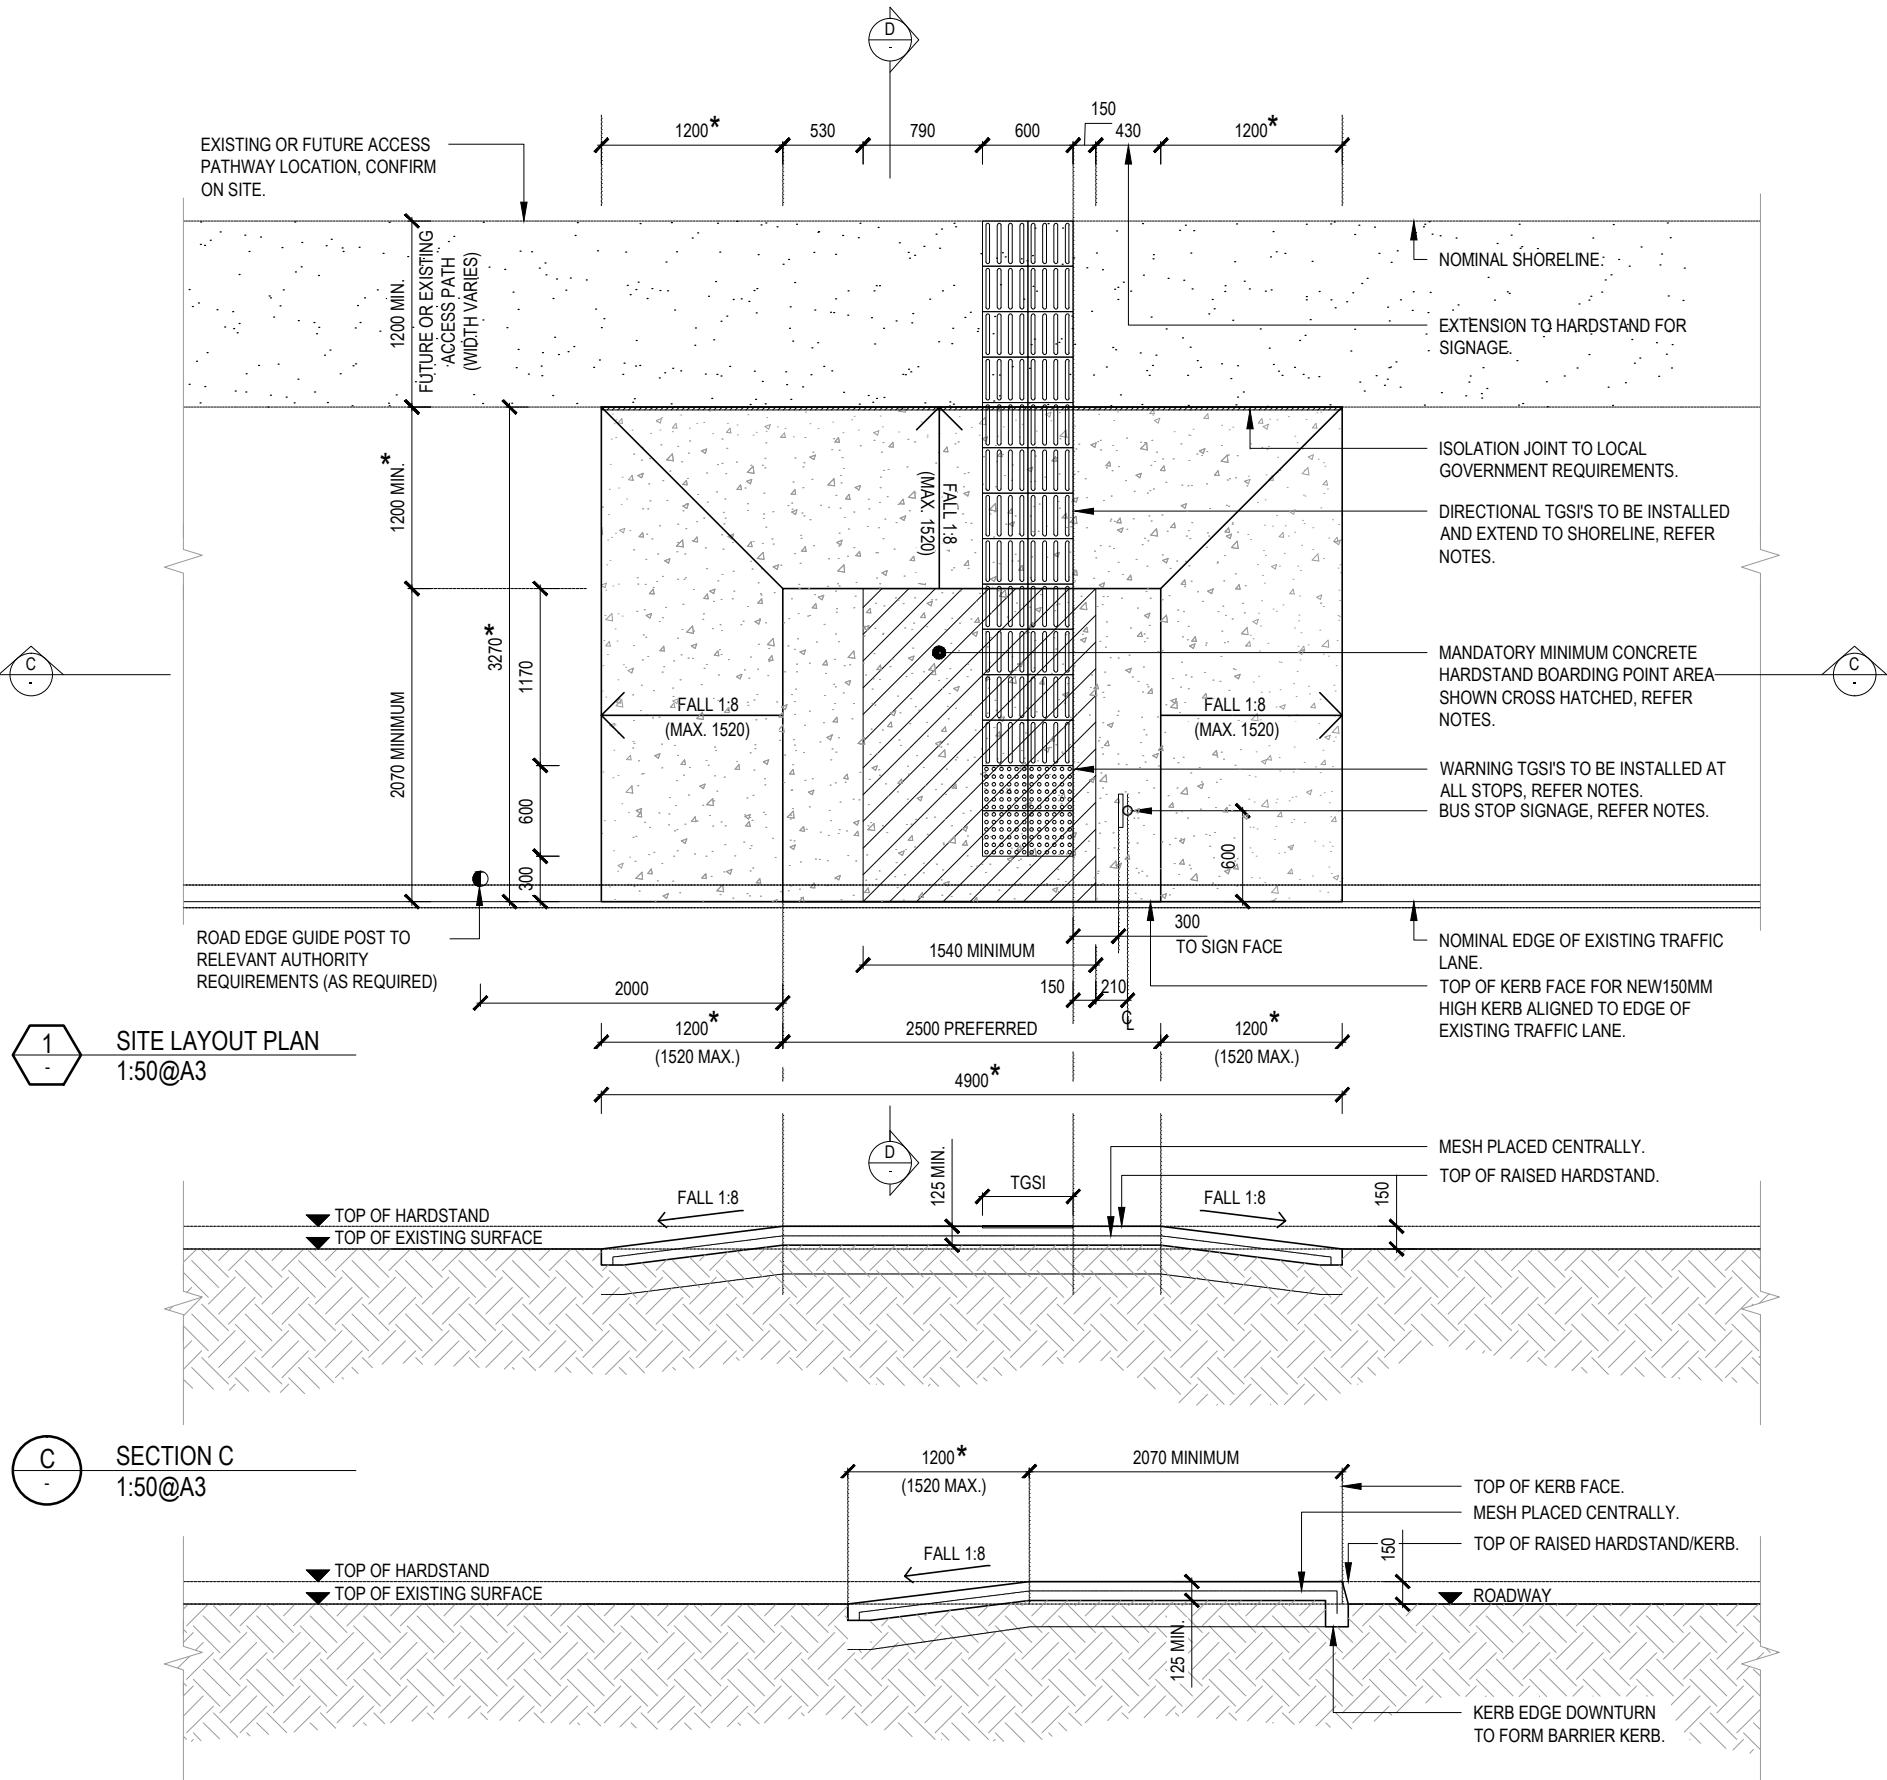 D
-
150
1200*
530
790
600
430
1200*
EXISTING OR FUTURE ACCESS
PATHWAY LOCATION, CONFIRM
ON SITE.
1200 MIN.
FUTURE OR EXISTING
ACCESS PATH
(WIDTH VARIES)
NOMINAL SHORELINE.
EXTENSION TO HARDSTAND FOR
SIGNAGE.
ISOLATION JOINT TO LOCAL
GOVERNMENT REQUIREMENTS.
DIRECTIONAL TGSI'S TO BE INSTALLED
AND EXTEND TO SHORELINE, REFER
NOTES.
1200 MIN.*
FALL 1:8
(MAX. 1520)
3270*
1170
2070 MINIMUM
600
300
C
-
FALL 1:8
(MAX. 1520)
FALL 1:8
(MAX. 1520)
MANDATORY MINIMUM CONCRETE
HARDSTAND BOARDING POINT AREA
SHOWN CROSS HATCHED, REFER
NOTES.
C
-
WARNING TGSI'S TO BE INSTALLED AT
ALL STOPS, REFER NOTES.
BUS STOP SIGNAGE, REFER NOTES.
600
ROAD EDGE GUIDE POST TO
RELEVANT AUTHORITY
REQUIREMENTS (AS REQUIRED)
300
TO SIGN FACE
1540 MINIMUM
NOMINAL EDGE OF EXISTING TRAFFIC
LANE.
TOP OF KERB FACE FOR NEW150MM
HIGH KERB ALIGNED TO EDGE OF
EXISTING TRAFFIC LANE.
2000
150
210
℄
1200*
(1520 MAX.)
2500 PREFERRED
1200*
(1520 MAX.)
4900*
1
-
SITE LAYOUT PLAN
1:50@A3
D
-
125 MIN.
TGSI
MESH PLACED CENTRALLY.
TOP OF RAISED HARDSTAND.
150
FALL 1:8
FALL 1:8
TOP OF HARDSTAND
TOP OF EXISTING SURFACE
C
-
SECTION C
1:50@A3
1200*
(1520 MAX.)
2070 MINIMUM
TOP OF KERB FACE.
MESH PLACED CENTRALLY.
TOP OF RAISED HARDSTAND/KERB.
150
FALL 1:8
TOP OF HARDSTAND
TOP OF EXISTING SURFACE
ROADWAY
125 MIN.
KERB EDGE DOWNTURN
TO FORM BARRIER KERB.